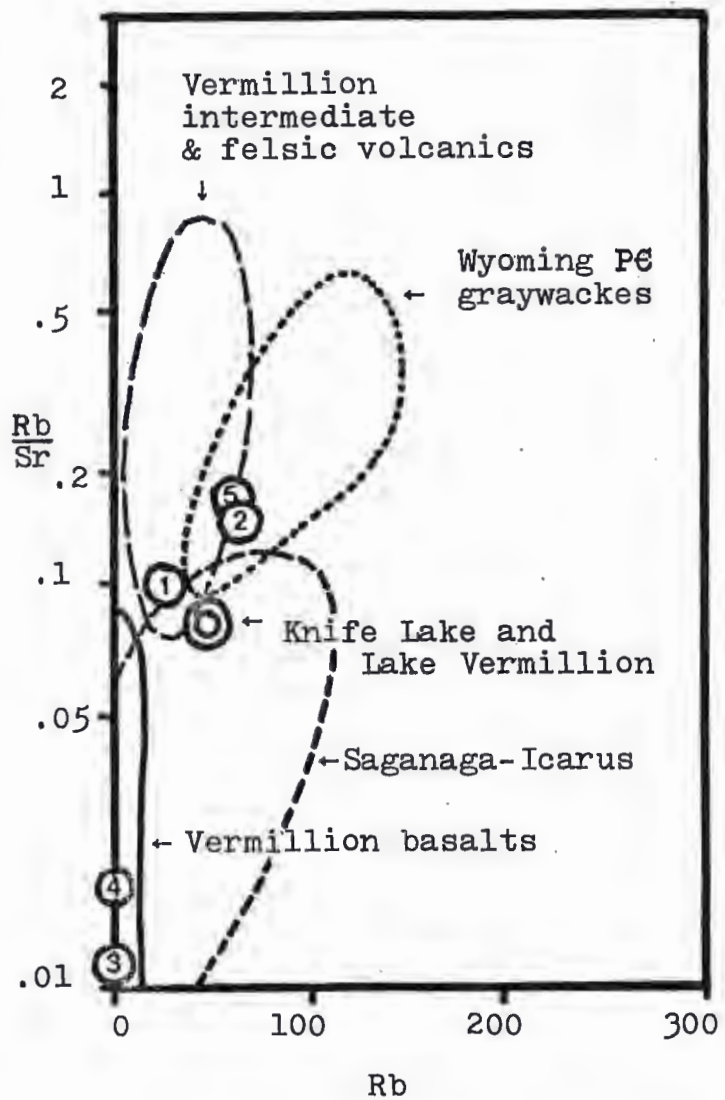 Vermillion
intermediate
& felsic volcanics
↓
2
1
.5
.2
.1
.05
.01
Rb
Sr
← Wyoming PЄ
graywackes
5
2
1
← Knife Lake and
Lake Vermillion
←Saganaga-Icarus
← Vermillion basalts
4
3
0 100 200 300
Rb